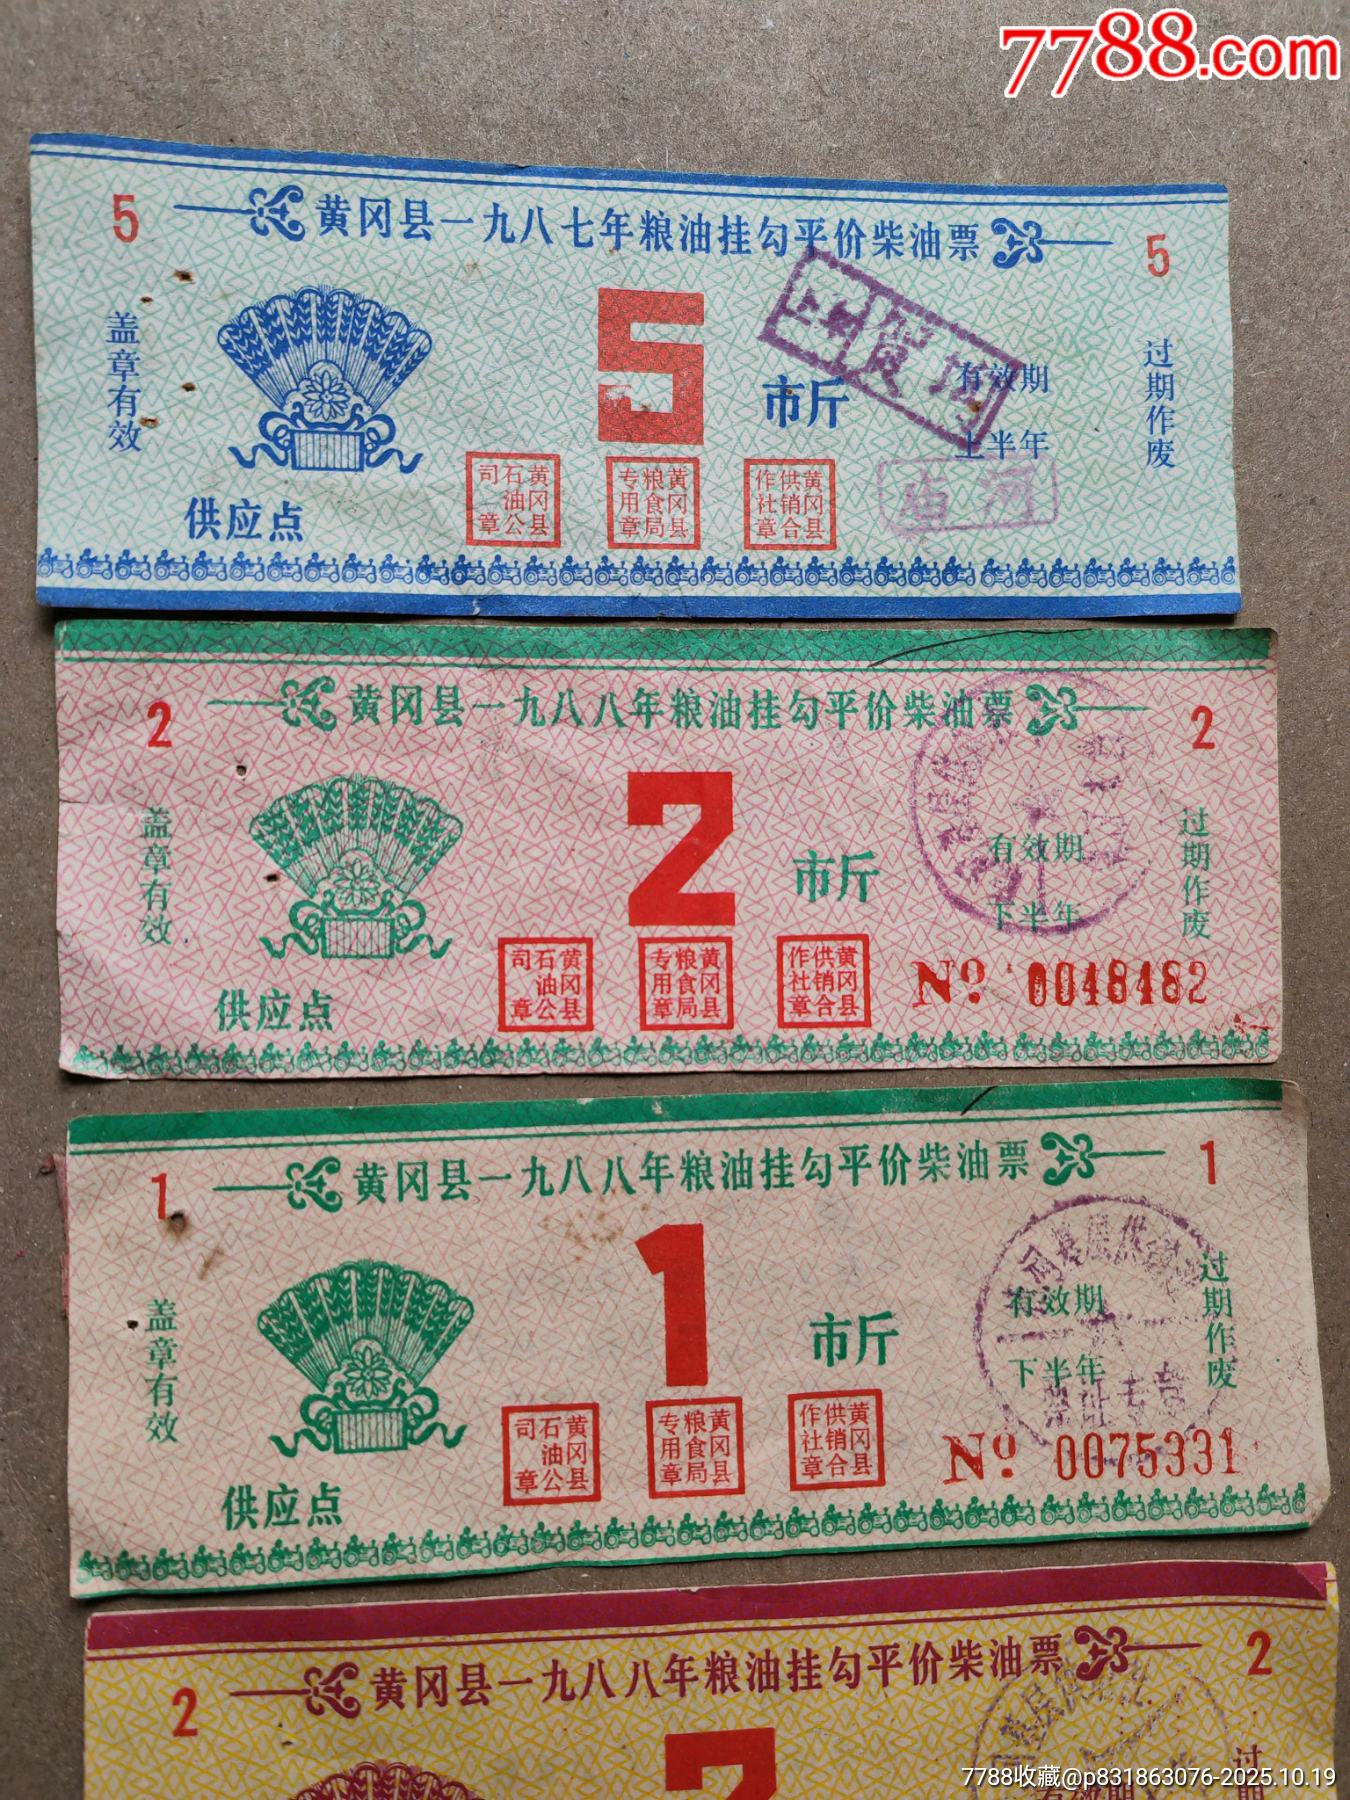 7788.com
5 黄冈县一九八七年粮油挂勾平价柴油票 5
盖章有效
5 市斤
有效期
上半年
过期作废
供应点
黄冈县石油公司一章
黄冈县粮食局专用章
黄冈县供销合作社章
2 黄冈县一九八八年粮油挂勾平价柴油票 2
盖章有效
2 市斤
有效期
下半年
过期作废
供应点
黄冈县石油公司章
黄冈县粮食局专用章
黄冈县供销合作社章
No. 0048482
1 黄冈县一九八八年粮油挂勾平价柴油票 1
盖章有效
1 市斤
有效期
下半年
过期作废
供应点
黄冈县石油公司章
黄冈县粮食局专用章
黄冈县供销合作社章
No. 0075331
2 黄冈县一九八八年粮油挂勾平价柴油票 2
2
有效期
过期
7788收藏@p831863076-2025.10.19